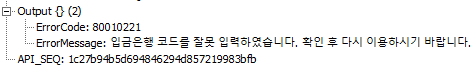 Output {} (2)
ErrorCode: 80010221
ErrorMessage: 입금은행 코드를 잘못 입력하였습니다. 확인 후 다시 이용하시기 바랍니다.
API_SEQ: 1c27b94b5d694846294d857219983bfb